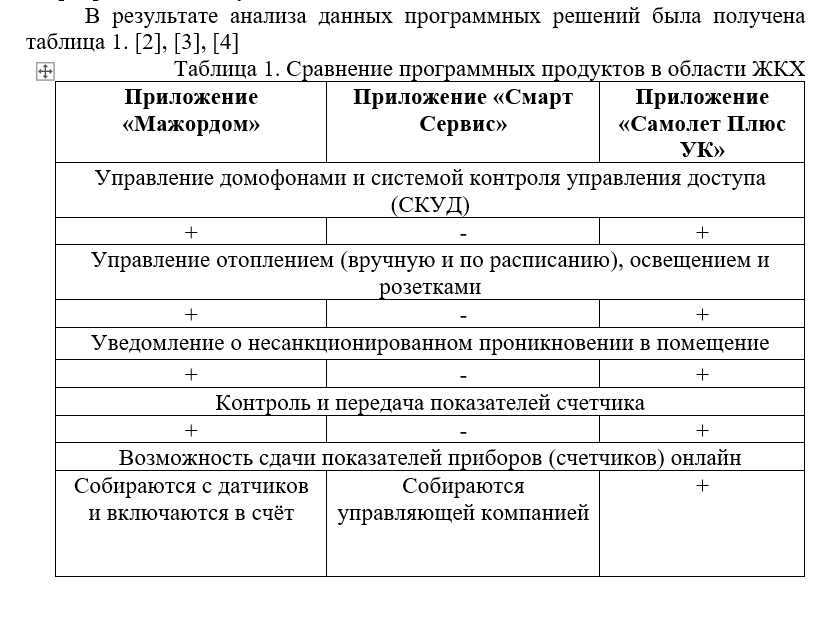 В результате анализа данных программных решений была получена
таблица 1. [2], [3], [4]
Таблица 1. Сравнение программных продуктов в области ЖКХ
Приложение «Мажордом»
Приложение «Смарт Сервис»
Приложение «Самолет Плюс УК»
Управление домофонами и системой контроля управления доступа
(СКУД)
+ - +
Управление отоплением (вручную и по расписанию), освещением и
розетками
+ - +
Уведомление о несанкционированном проникновении в помещение
+ - +
Контроль и передача показателей счетчика
+ - +
Возможность сдачи показателей приборов (счетчиков) онлайн
Собираются с датчиков
и включаются в счёт
Собираются
управляющей компанией
+